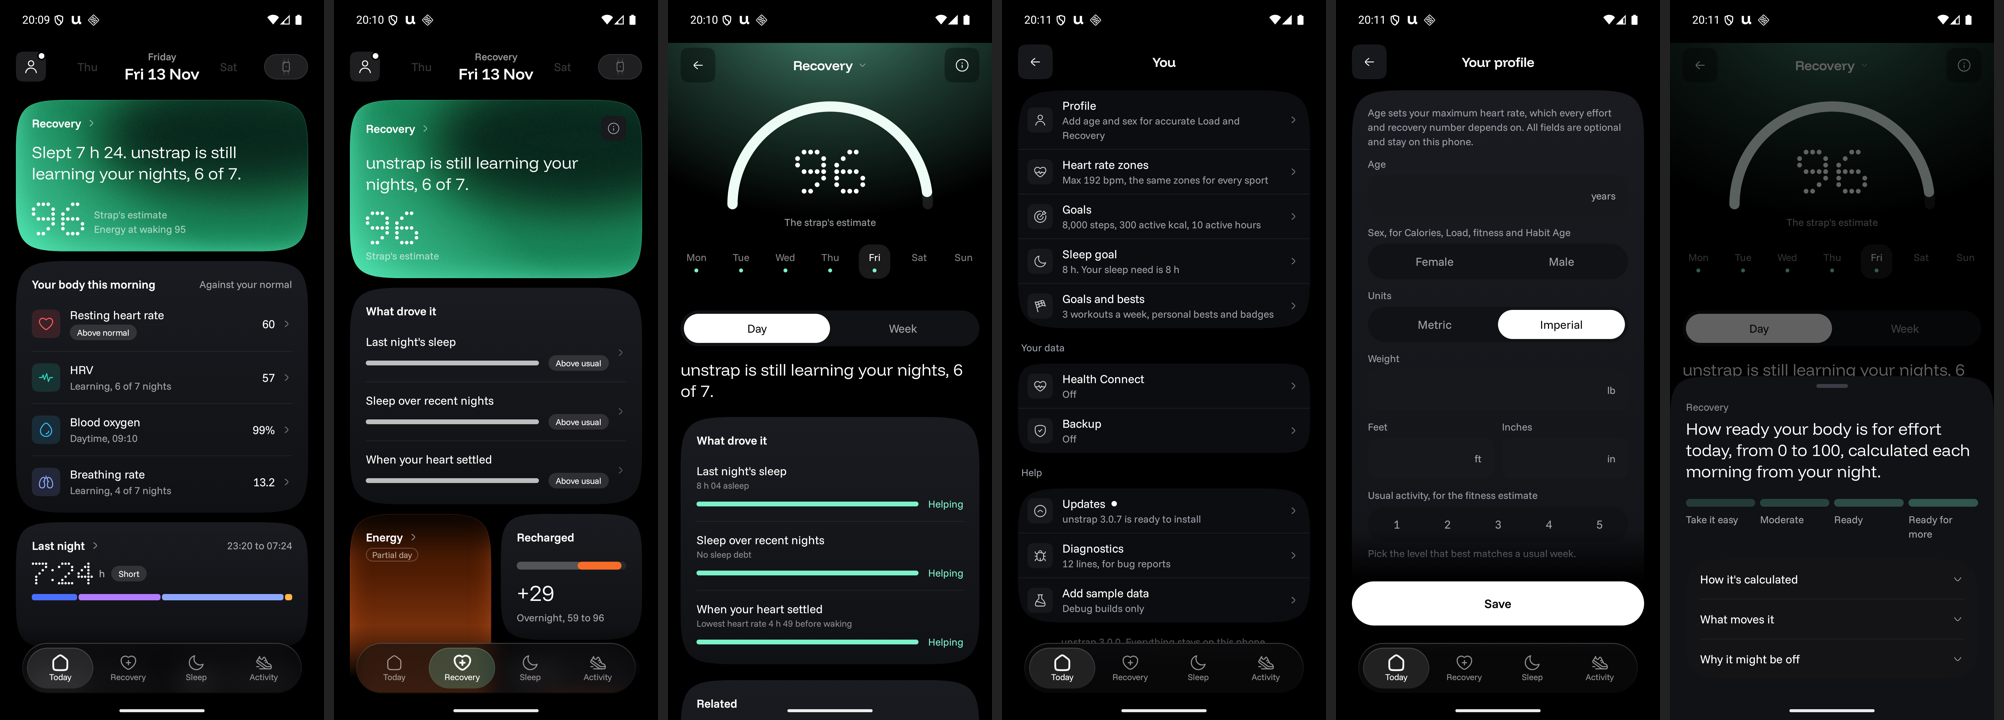 20:09
Friday
Thu
Fri 13 Nov
Sat
Recovery
Slept 7 h 24. unstrap is still
learning your nights, 6 of 7.
96
Strap's estimate
Energy at waking 95
Your body this morning
Against your normal
Resting heart rate
Above normal
60
HRV
Learning, 6 of 7 nights
57
Blood oxygen
Daytime, 09:10
99%
Breathing rate
Learning, 4 of 7 nights
13.2
Last night
23:20 to 07:24
7:24 h
Short
Today
Recovery
Sleep
Activity
20:10
Recovery
Thu
Fri 13 Nov
Sat
Recovery
unstrap is still learning your
nights, 6 of 7.
96
Strap's estimate
What drove it
Last night's sleep
Above usual
Sleep over recent nights
Above usual
When your heart settled
Above usual
Energy
Partial day
Recharged
+29
Overnight, 59 to 96
Today
Recovery
Sleep
Activity
20:10
Recovery
96
The strap's estimate
Mon
Tue
Wed
Thu
Fri
Sat
Sun
Day
Week
unstrap is still learning your nights, 6
of 7.
What drove it
Last night's sleep
8 h 04 asleep
Helping
Sleep over recent nights
No sleep debt
Helping
When your heart settled
Lowest heart rate 4 h 49 before waking
Helping
Related
20:11
You
Profile
Add age and sex for accurate Load and
Recovery
Heart rate zones
Max 192 bpm, the same zones for every sport
Goals
8,000 steps, 300 active kcal, 10 active hours
Sleep goal
8 h. Your sleep need is 8 h
Goals and bests
3 workouts a week, personal bests and badges
Your data
Health Connect
Off
Backup
Off
Help
Updates
unstrap 3.0.7 is ready to install
Diagnostics
12 lines, for bug reports
Add sample data
Debug builds only
unstrap 3.0.0. Everything stays on this phone
Today
Recovery
Sleep
Activity
20:11
Your profile
Age sets your maximum heart rate, which every effort
and recovery number depends on. All fields are optional
and stay on this phone.
Age
years
Sex, for Calories, Load, fitness and Habit Age
Female
Male
Units
Metric
Imperial
Weight
lb
Feet
Inches
ft
in
Usual activity, for the fitness estimate
1
2
3
4
5
Pick the level that best matches a usual week.
Save
Today
Recovery
Sleep
Activity
20:11
Recovery
96
The strap's estimate
Mon
Tue
Wed
Thu
Fri
Sat
Sun
Day
Week
unstrap is still learning your nights, 6
Recovery
How ready your body is for effort
today, from 0 to 100, calculated each
morning from your night.
Take it easy
Moderate
Ready
Ready for
more
How it's calculated
What moves it
Why it might be off